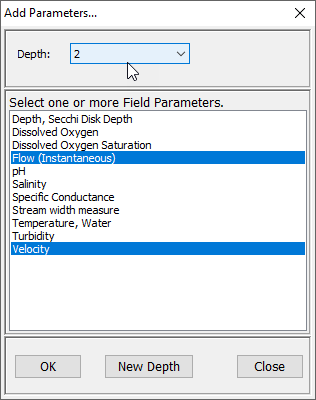 Add Parameters...
Depth: 2
Select one or more Field Parameters.
Depth, Secchi Disk Depth
Dissolved Oxygen
Dissolved Oxygen Saturation
Flow (Instantaneous)
pH
Salinity
Specific Conductance
Stream width measure
Temperature, Water
Turbidity
Velocity
OK New Depth Close